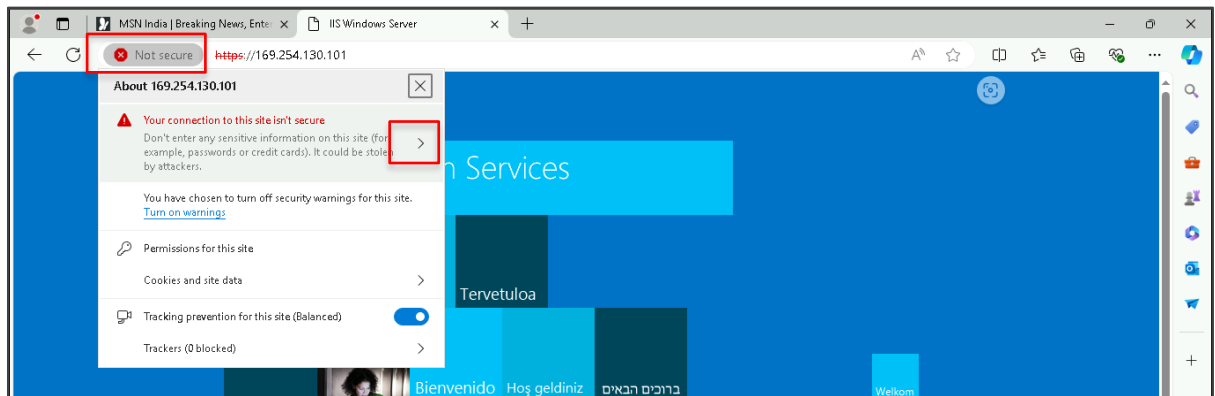 MSN India | Breaking News, Ente
IIS Windows Server
Not secure
https://169.254.130.101
About 169.254.130.101
Your connection to this site isn't secure
Don't enter any sensitive information on this site (for
example, passwords or credit cards). It could be stolen
by attackers.
You have chosen to turn off security warnings for this site.
Turn on warnings
Permissions for this site
Cookies and site data
Tracking prevention for this site (Balanced)
Trackers (0 blocked)
n Services
Tervetuloa
Bienvenido
Hoş geldiniz
ברוכים הבאים
Welkom